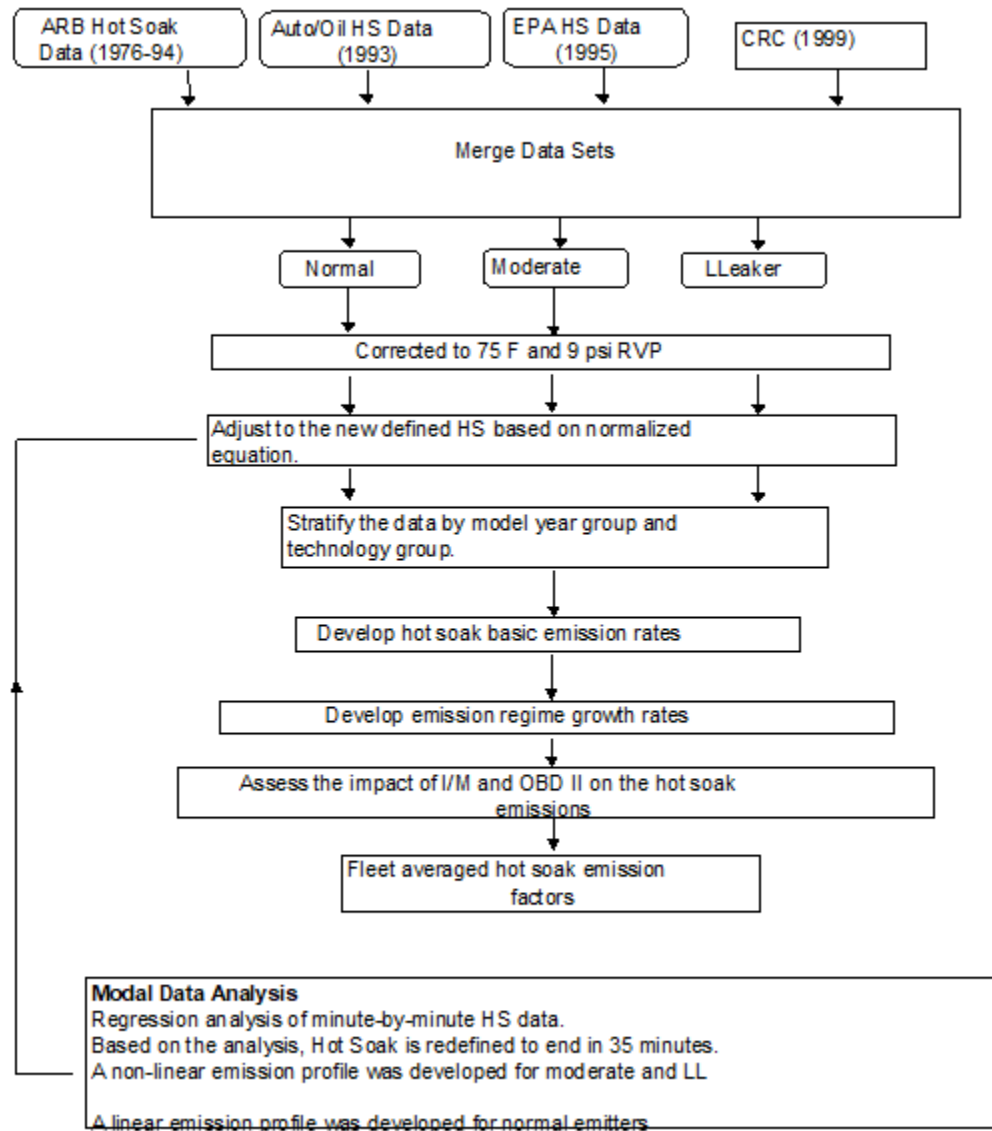 ARB Hot Soak
Data (1976-94)
Auto/Oil HS Data
(1993)
EPA HS Data
(1995)
CRC (1999)
Merge Data Sets
Normal
Moderate
LLeaker
Corrected to 75 F and 9 psi RVP
Adjust to the new defined HS based on normalized
equation.
Stratify the data by model year group and
technology group.
Develop hot soak basic emission rates
Develop emission regime growth rates
Assess the impact of I/M and OBD II on the hot soak
emissions
Fleet averaged hot soak emission
factors
Modal Data Analysis
Regression analysis of minute-by-minute HS data.
Based on the analysis, Hot Soak is redefined to end in 35 minutes.
A non-linear emission profile was developed for moderate and LL
A linear emission profile was developed for normal emitters